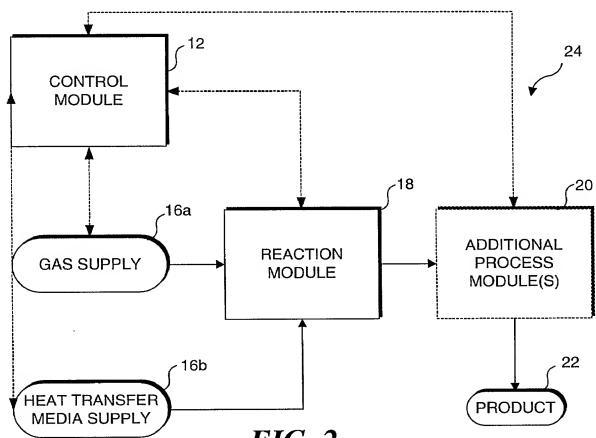 12
CONTROL
MODULE
24
16a
GAS SUPPLY
18
REACTION
MODULE
20
ADDITIONAL
PROCESS
MODULE(S)
16b
HEAT TRANSFER
MEDIA SUPPLY
22
PRODUCT
FIG. 2